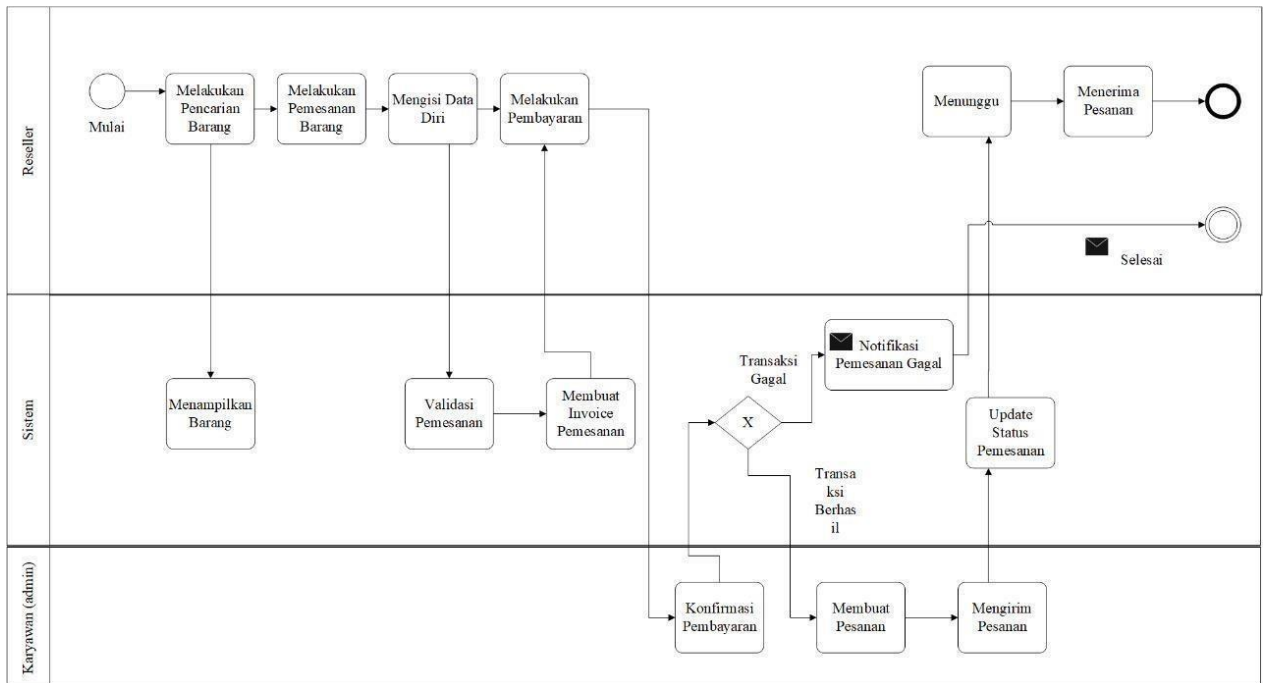 Reseller
Mulai
Melakukan
Pencarian
Barang
Melakukan
Pemesanan
Barang
Mengisi Data
Diri
Melakukan
Pembayaran
Menunggu
Menerima
Pesanan
Selesai
Sistem
Menampilkan
Barang
Validasi
Pemesanan
Membuat
Invoice
Pemesanan
X
Transaksi
Gagal
Notifikasi
Pemesanan Gagal
Transa
ksi
Berhas
il
Update
Status
Pemesanan
Karyawan (admin)
Konfirmasi
Pembayaran
Membuat
Pesanan
Mengirim
Pesanan